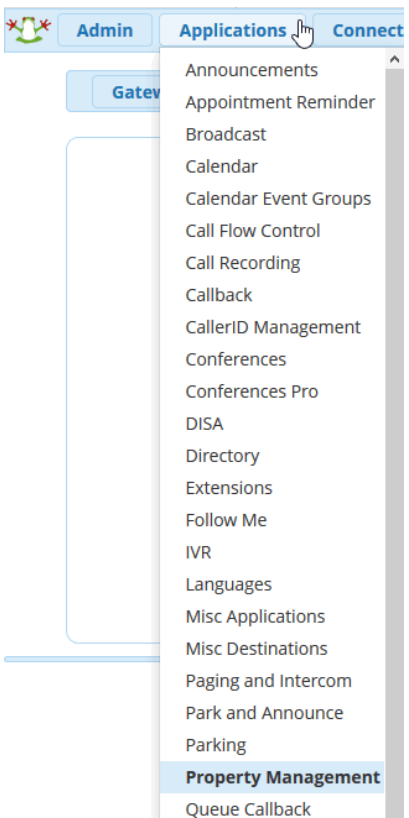 Admin Applications Connect
Gatew
Announcements
Appointment Reminder
Broadcast
Calendar
Calendar Event Groups
Call Flow Control
Call Recording
Callback
CallerID Management
Conferences
Conferences Pro
DISA
Directory
Extensions
Follow Me
IVR
Languages
Misc Applications
Misc Destinations
Paging and Intercom
Park and Announce
Parking
Property Management
Queue Callback